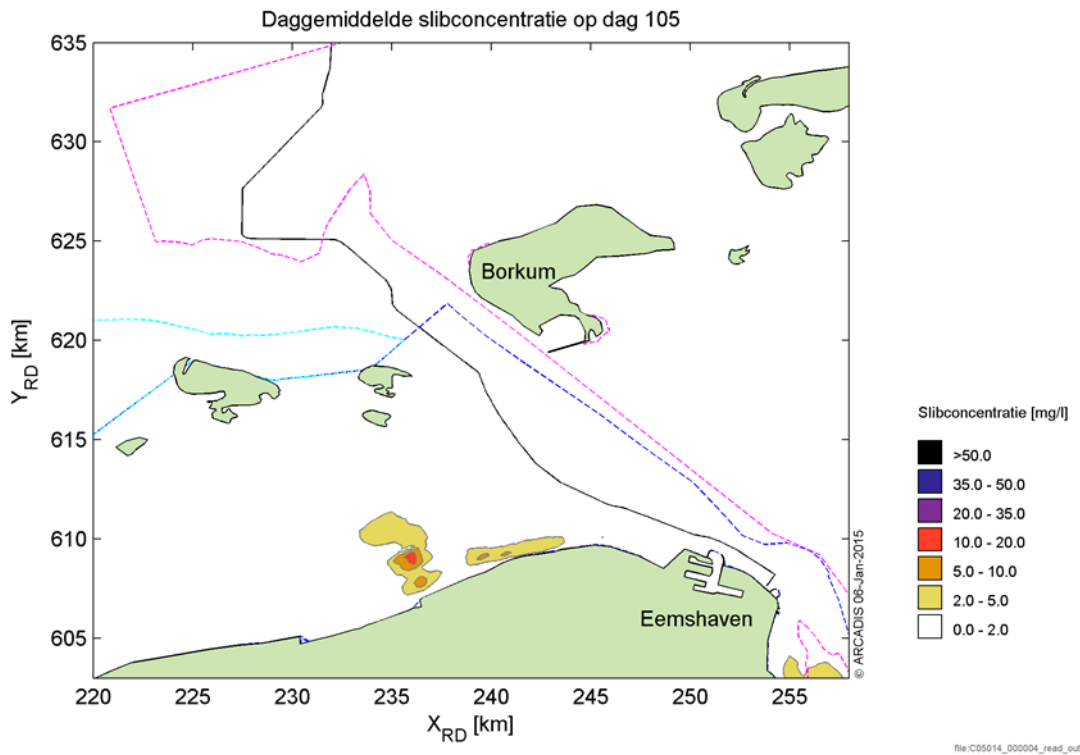 Daggemiddelde slibconcentratie op dag 105
635
630
625
620
615
610
605
Y_RD [km]
Borkum
Eemshaven
220 225 230 235 240 245 250 255
X_RD [km]
© ARCADIS 06-Jan-2015
Slibconcentratie [mg/l]
>50.0
35.0 - 50.0
20.0 - 35.0
10.0 - 20.0
5.0 - 10.0
2.0 - 5.0
0.0 - 2.0
file:C05014_000004_read_out